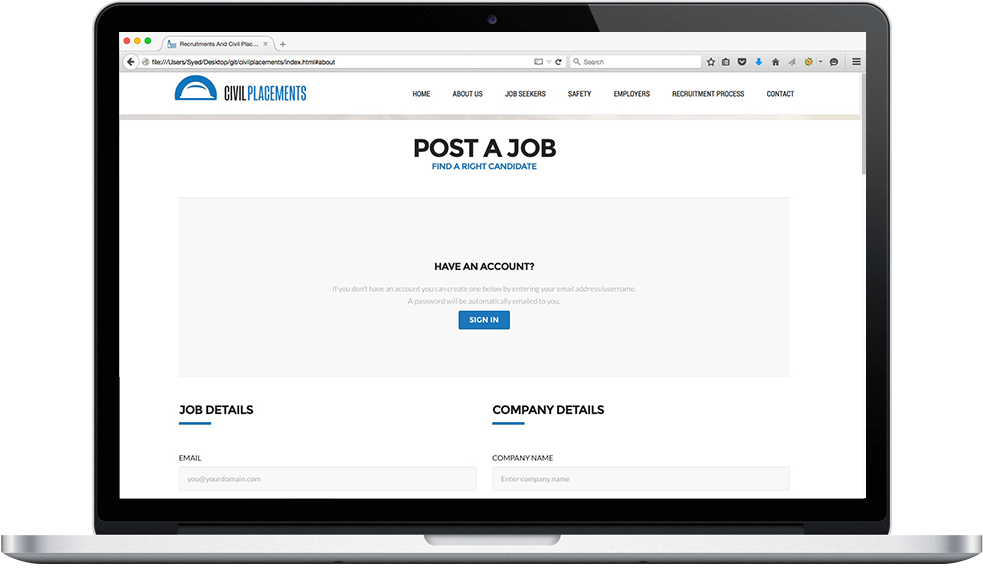 Recruitments And Civil Plac...
file:///Users/Syed/Desktop/git/civilplacements/index.html#about
Search
CIVILPLACEMENTS
HOME
ABOUT US
JOB SEEKERS
SAFETY
EMPLOYERS
RECRUITMENT PROCESS
CONTACT
POST A JOB
FIND A RIGHT CANDIDATE
HAVE AN ACCOUNT?
If you don't have an account you can create one below by entering your email address/username.
A password will be automatically emailed to you.
SIGN IN
JOB DETAILS
COMPANY DETAILS
EMAIL
COMPANY NAME
you@yourdomain.com
Enter company name